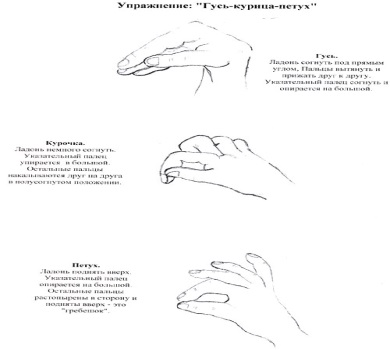 Упражнение: "Гусь-курица-петух"
Гусь.
Ладонь согнуть под прямым
углом, Пальцы вытянуть и
прижать друг к другу.
Указательный палец согнуть и
опирается на большой.
Курочка.
Ладонь немного согнуть.
Указательный палец
упирается в большой.
Остальные пальцы
накладываются друг на друга
в полусогнутом положении.
Петух.
Ладонь поднять вверх.
Указательный палец
опирается на большой.
Остальные пальцы
растопырены в сторону и
подняты вверх - это
"гребешок".